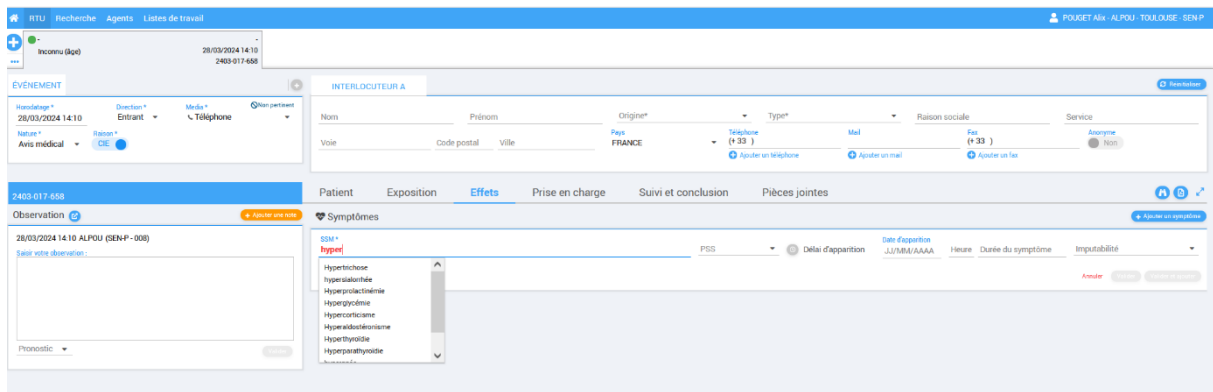 RTU Recherche Agents Listes de travail
POUGET Alix - ALPOU - TOULOUSE - SEN-P
- -
Inconnu (âge) 28/03/2024 14:10
2403-017-658
ÉVÉNEMENT
Horodatage * Direction * Media * Non pertinent
28/03/2024 14:10 Entrant Téléphone
Nature * Raison *
Avis médical CIE
INTERLOCUTEUR A
Réinitialiser
Nom Prénom Origine* Type* Raison sociale Service
Pays Téléphone Mail Fax Anonyme
Voie Code postal Ville FRANCE (+33 ) (+33 ) Non
Ajouter un téléphone Ajouter un mail Ajouter un fax
2403-017-658
Observation Ajouter une note
28/03/2024 14:10 ALPOU (SEN-P - 008)
Saisir votre observation :
Pronostic
Patient Exposition Effets Prise en charge Suivi et conclusion Pièces jointes
Symptômes
+ Ajouter un symptôme
SSM * Date d'apparition
hyper PSS Délai d'apparition JJ/MM/AAAA Heure Durée du symptôme Imputabilité
Annuler
Hypertrichose
hypersialorrhée
Hyperprolactinémie
Hyperglycémie
Hypercorticisme
Hyperaldostéronisme
Hyperthyroïdie
Hyperparathyroïdie